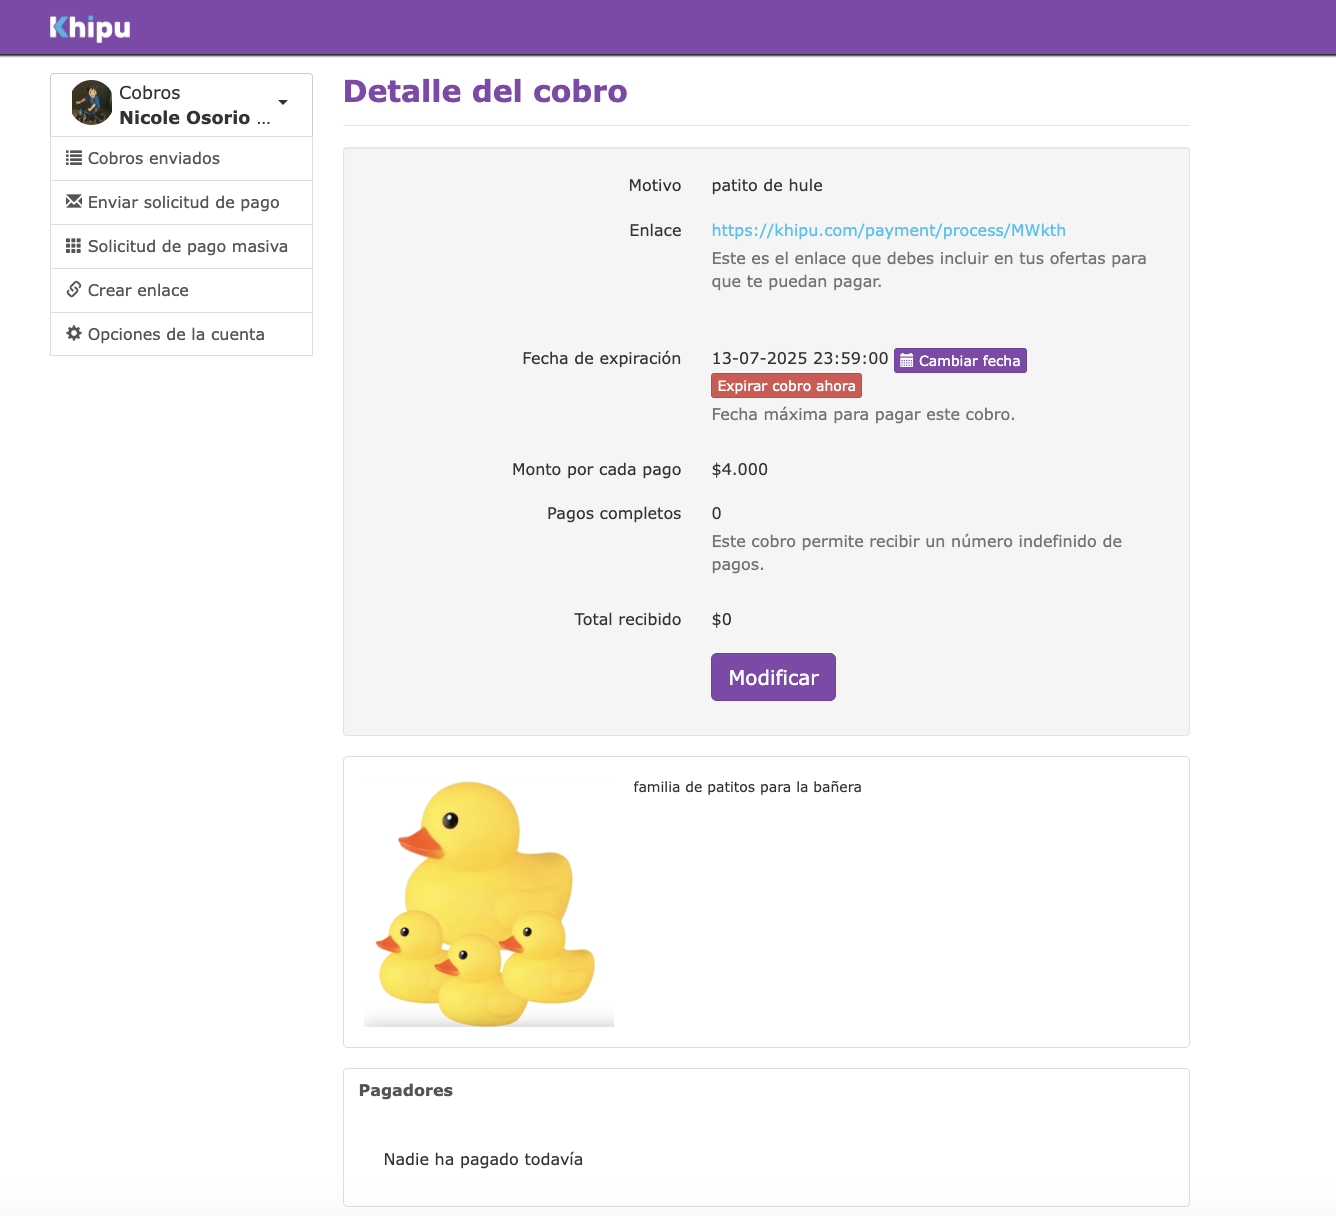 Khipu
Cobros
Nicole Osorio ...
Cobros enviados
Enviar solicitud de pago
Solicitud de pago masiva
Crear enlace
Opciones de la cuenta
Detalle del cobro
Motivo patito de hule
Enlace https://khipu.com/payment/process/MWkth
Este es el enlace que debes incluir en tus ofertas para
que te puedan pagar.
Fecha de expiración 13-07-2025 23:59:00 Cambiar fecha
Expirar cobro ahora
Fecha máxima para pagar este cobro.
Monto por cada pago $4.000
Pagos completos 0
Este cobro permite recibir un número indefinido de
pagos.
Total recibido $0
Modificar
familia de patitos para la bañera
Pagadores
Nadie ha pagado todavía